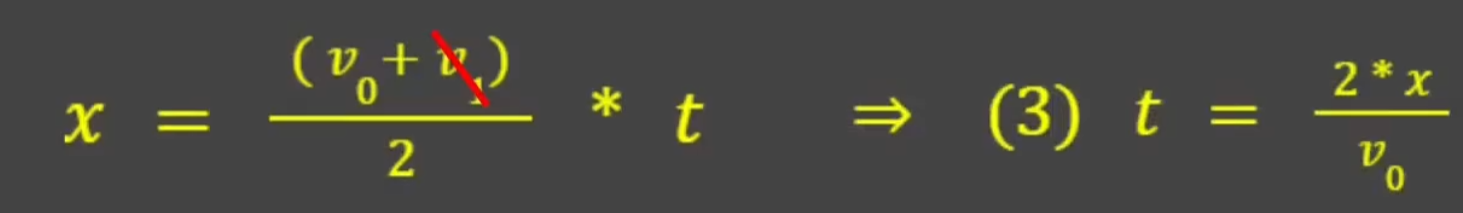 x = (v₀ + v₁) / 2 * t ⇒ (3) t = 2 * x / v₀